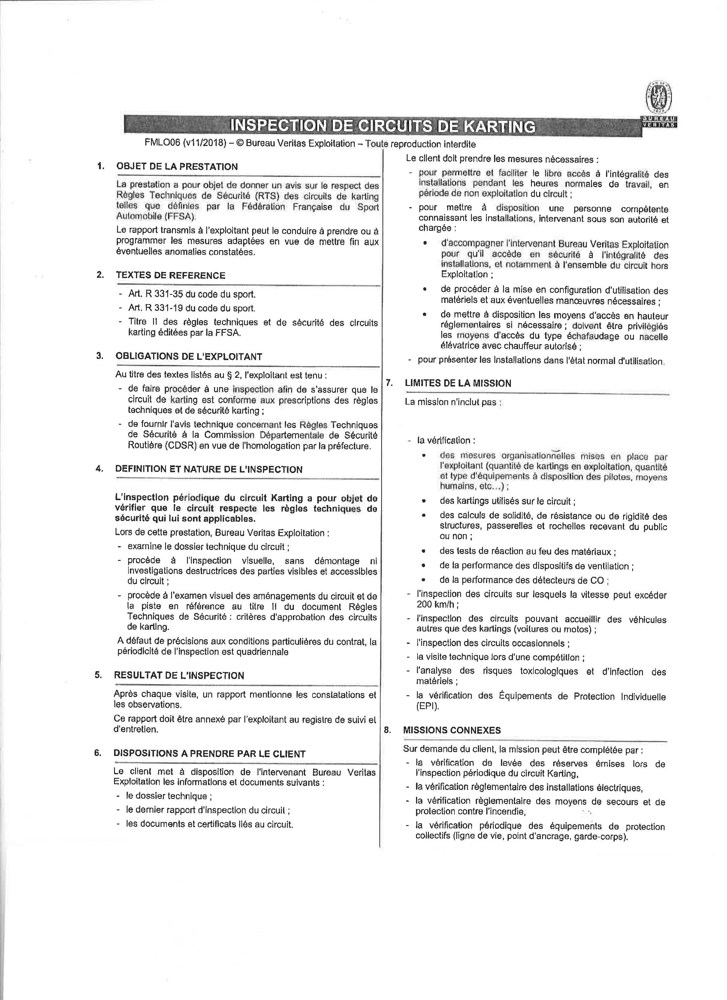 BUREAU
VERITAS
INSPECTION DE CIRCUITS DE KARTING
FMLO06 (v11/2018) – © Bureau Veritas Exploitation – Toute reproduction interdite
1. OBJET DE LA PRESTATION
La prestation a pour objet de donner un avis sur le respect des
Règles Techniques de Sécurité (RTS) des circuits de karting
telles que définies par la Fédération Française du Sport
Automobile (FFSA).
Le rapport transmis à l'exploitant peut le conduire à prendre ou à
programmer les mesures adaptées en vue de mettre fin aux
éventuelles anomalies constatées.
2. TEXTES DE REFERENCE
- Art. R 331-35 du code du sport.
- Art. R 331-19 du code du sport.
- Titre II des règles techniques et de sécurité des circuits
karting éditées par la FFSA.
3. OBLIGATIONS DE L'EXPLOITANT
Au titre des textes listés au § 2, l'exploitant est tenu :
- de faire procéder à une inspection afin de s'assurer que le
circuit de karting est conforme aux prescriptions des règles
techniques et de sécurité karting ;
- de fournir l'avis technique concernant les Règles Techniques
de Sécurité à la Commission Départementale de Sécurité
Routière (CDSR) en vue de l'homologation par la préfecture.
4. DEFINITION ET NATURE DE L'INSPECTION
L'inspection périodique du circuit Karting a pour objet de
vérifier que le circuit respecte les règles techniques de
sécurité qui lui sont applicables.
Lors de cette prestation, Bureau Veritas Exploitation :
- examine le dossier technique du circuit ;
- procède à l'inspection visuelle, sans démontage ni
investigations destructrices des parties visibles et accessibles
du circuit ;
- procède à l'examen visuel des aménagements du circuit et de
la piste en référence au titre II du document Règles
Techniques de Sécurité : critères d'approbation des circuits
de karting.
A défaut de précisions aux conditions particulières du contrat, la
périodicité de l'inspection est quadriennale
5. RESULTAT DE L'INSPECTION
Après chaque visite, un rapport mentionne les constatations et
les observations.
Ce rapport doit être annexé par l'exploitant au registre de suivi et
d'entretien.
6. DISPOSITIONS A PRENDRE PAR LE CLIENT
Le client met à disposition de l'intervenant Bureau Veritas
Exploitation les informations et documents suivants :
- le dossier technique ;
- le dernier rapport d'inspection du circuit ;
- les documents et certificats liés au circuit.
Le client doit prendre les mesures nécessaires :
- pour permettre et faciliter le libre accès à l'intégralité des
installations pendant les heures normales de travail, en
période de non exploitation du circuit ;
- pour mettre à disposition une personne compétente
connaissant les installations, intervenant sous son autorité et
chargée :
• d'accompagner l'intervenant Bureau Veritas Exploitation
pour qu'il accède en sécurité à l'intégralité des
installations, et notamment à l'ensemble du circuit hors
Exploitation ;
• de procéder à la mise en configuration d'utilisation des
matériels et aux éventuelles manœuvres nécessaires ;
• de mettre à disposition les moyens d'accès en hauteur
réglementaires si nécessaire ; doivent être privilégiés
les moyens d'accès du type échafaudage ou nacelle
élévatrice avec chauffeur autorisé ;
- pour présenter les Installations dans l'état normal d'utilisation.
7. LIMITES DE LA MISSION
La mission n'inclut pas :
- la vérification :
• des mesures organisationnelles mises en place par
l'exploitant (quantité de kartings en exploitation, quantité
et type d'équipements à disposition des pilotes, moyens
humains, etc...) ;
• des kartings utilisés sur le circuit ;
• des calculs de solidité, de résistance ou de rigidité des
structures, passerelles et rochelles recevant du public
ou non ;
• des tests de réaction au feu des matériaux ;
• de la performance des dispositifs de ventilation ;
• de la performance des détecteurs de CO ;
- l'inspection des circuits sur lesquels la vitesse peut excéder
200 km/h ;
- l'inspection des circuits pouvant accueillir des véhicules
autres que des kartings (voitures ou motos) ;
- l'inspection des circuits occasionnels ;
- la visite technique lors d'une compétition ;
- l'analyse des risques toxicologiques et d'infection des
matériels ;
- la vérification des Équipements de Protection Individuelle
(EPI).
8. MISSIONS CONNEXES
Sur demande du client, la mission peut être complétée par :
- la vérification de levée des réserves émises lors de
l'inspection périodique du circuit Karting,
- la vérification règlementaire des installations électriques,
- la vérification règlementaire des moyens de secours et de
protection contre l'incendie,
- la vérification périodique des équipements de protection
collectifs (ligne de vie, point d'ancrage, garde-corps).